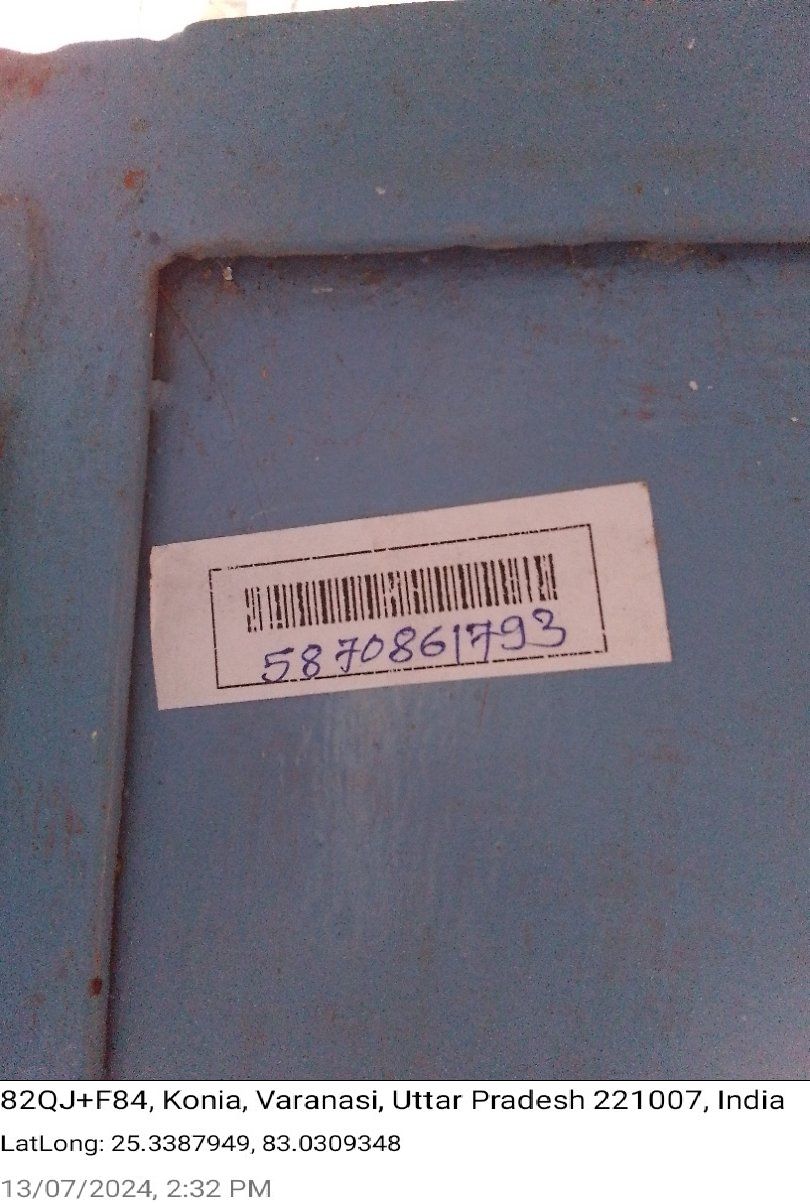 5870861793
82QJ+F84, Konia, Varanasi, Uttar Pradesh 221007, India
LatLong: 25.3387949, 83.0309348
13/07/2024, 2:32 PM